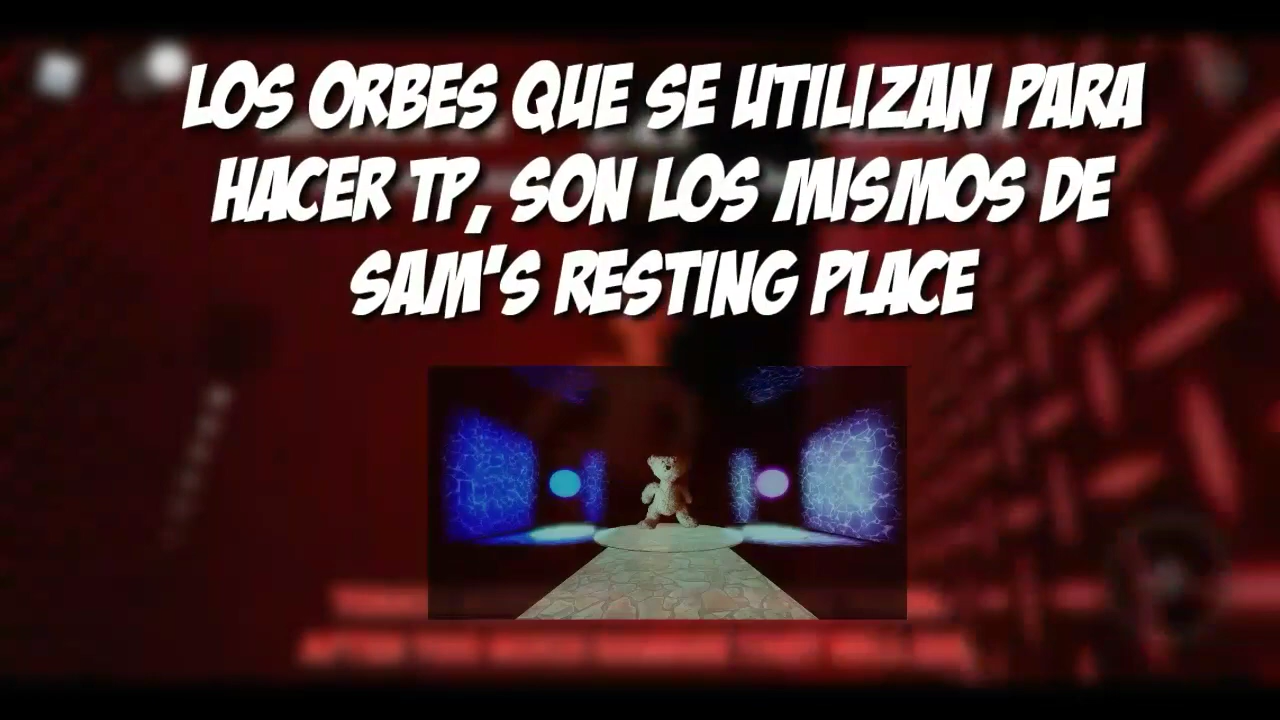 LOS ORBES QUE SE UTILIZAN PARA
HACER TP, SON LOS MISMOS DE
SAM'S RESTING PLACE